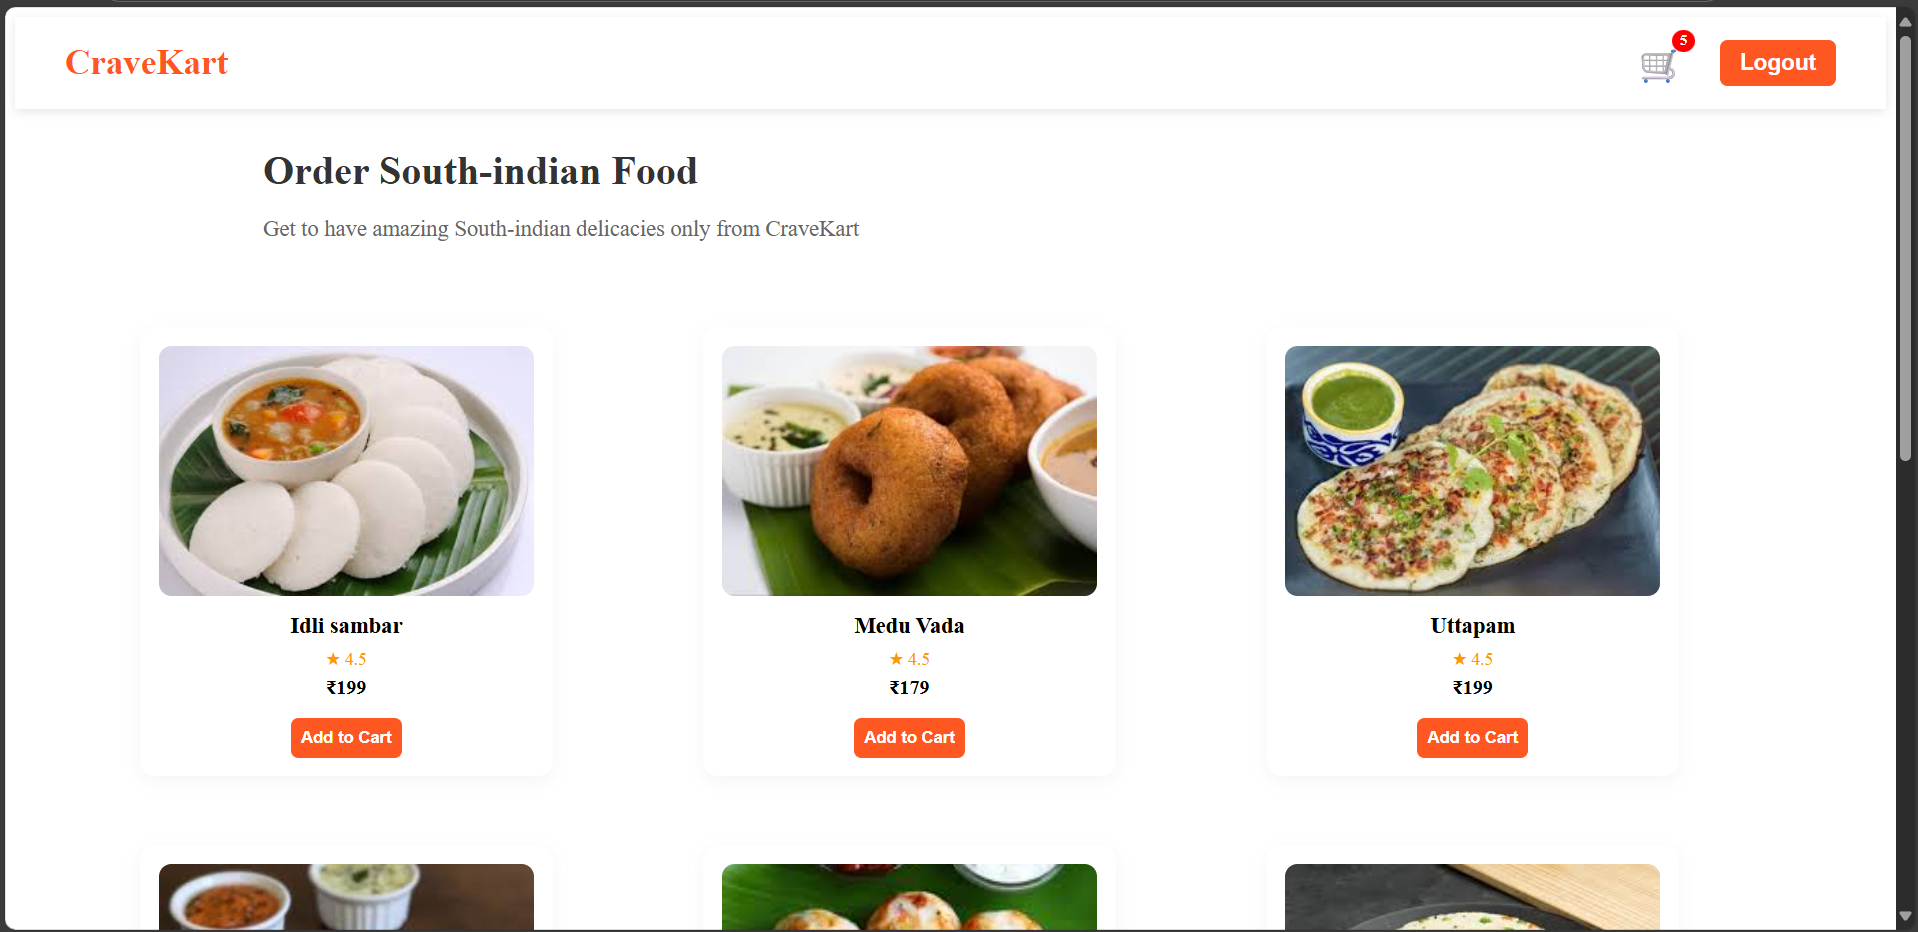 CraveKart
5
Logout
Order South-indian Food
Get to have amazing South-indian delicacies only from CraveKart
Idli sambar
★ 4.5
₹199
Add to Cart
Medu Vada
★ 4.5
₹179
Add to Cart
Uttapam
★ 4.5
₹199
Add to Cart